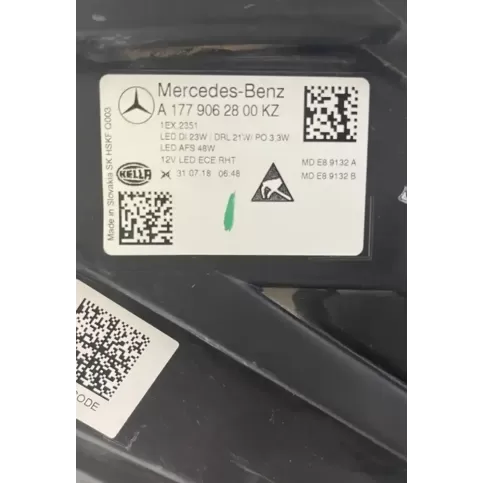 Mercedes-Benz
A 177 906 28 00 KZ
1EX 2351
LED DI 23W / DRL 21W/ PO 3,3W
LED AFS 48W
12V LED ECE RHT
MD E8 9132 A
MD E8 9132 B
HELLA
31 07 18 06:48
Made in Slovakia SK HSKF O003
CODE